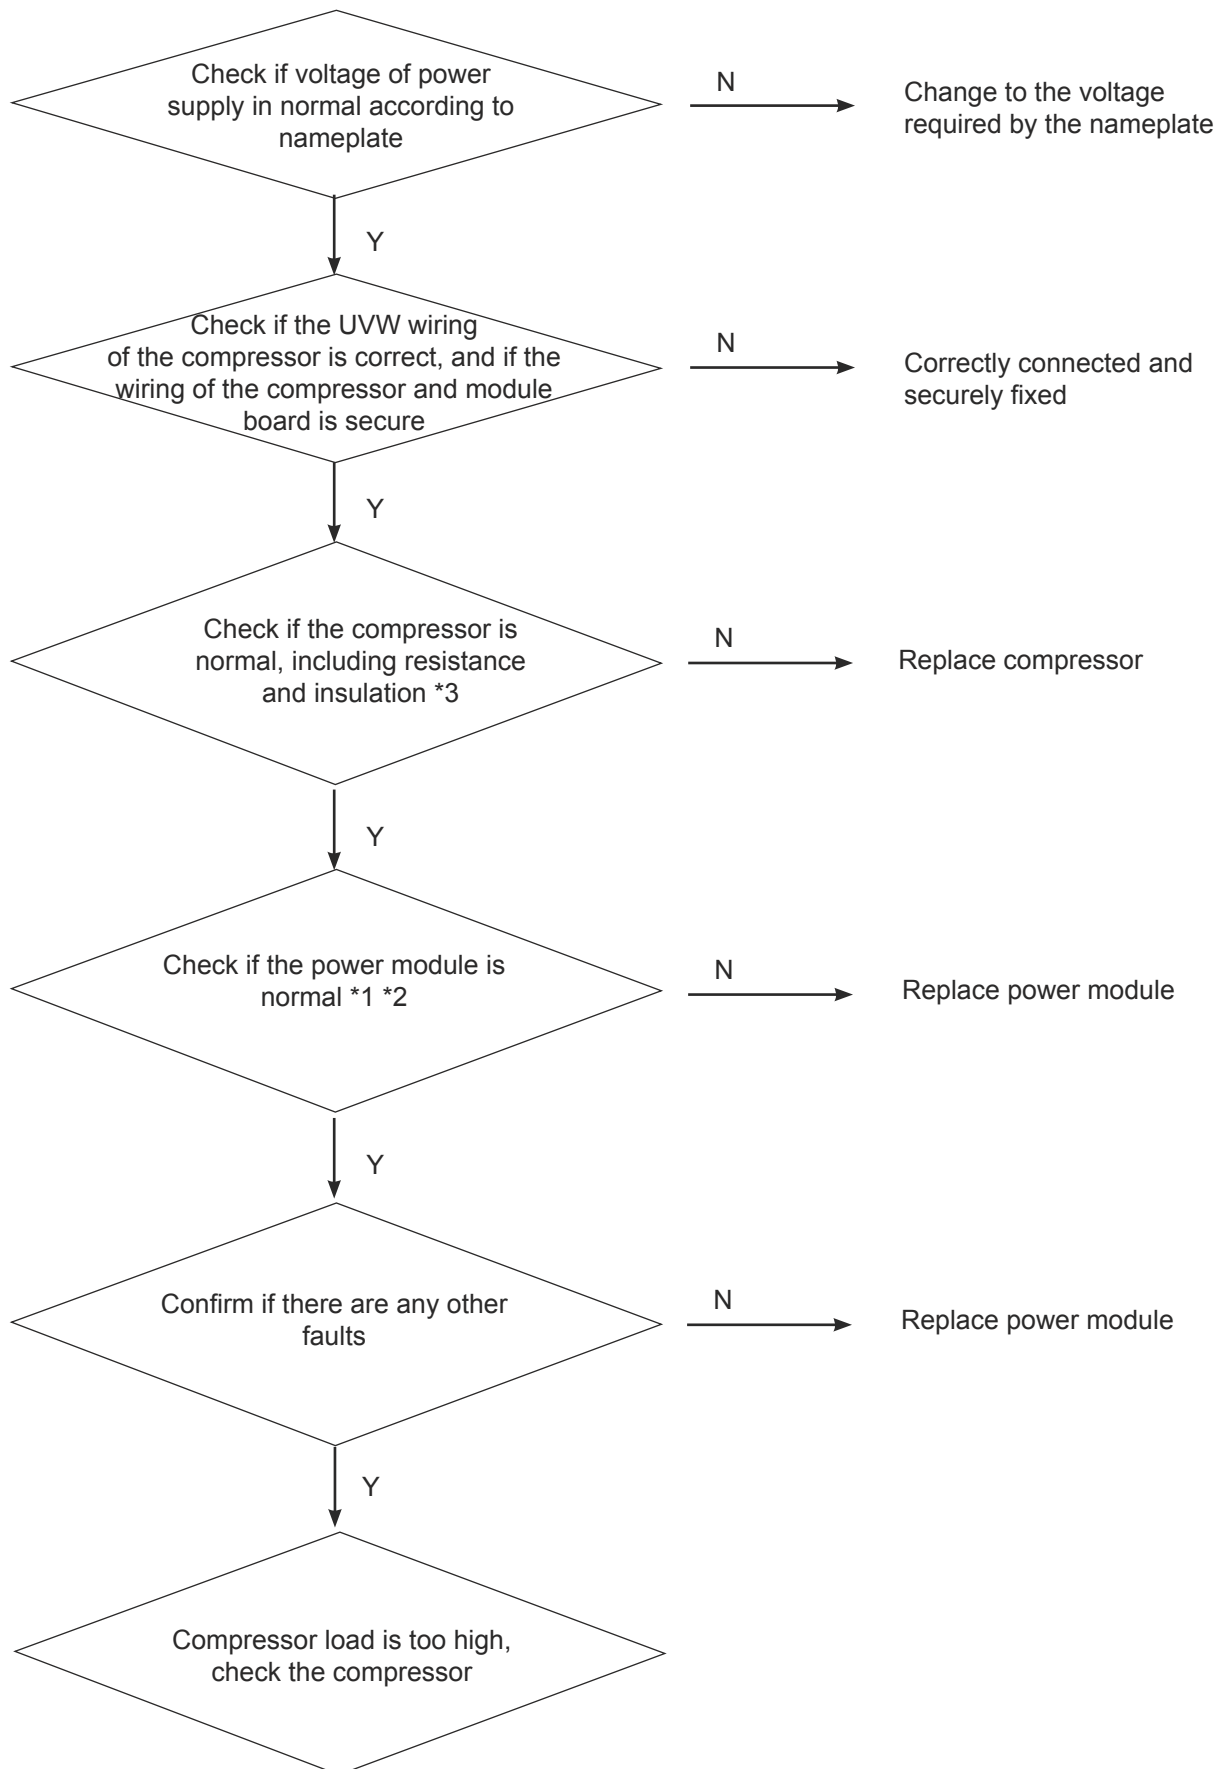 Check if voltage of power
supply in normal according to
nameplate
N
Change to the voltage
required by the nameplate
Y
Check if the UVW wiring
of the compressor is correct, and if the
wiring of the compressor and module
board is secure
N
Correctly connected and
securely fixed
Y
Check if the compressor is
normal, including resistance
and insulation *3
N
Replace compressor
Y
Check if the power module is
normal *1 *2
N
Replace power module
Y
Confirm if there are any other
faults
N
Replace power module
Y
Compressor load is too high,
check the compressor